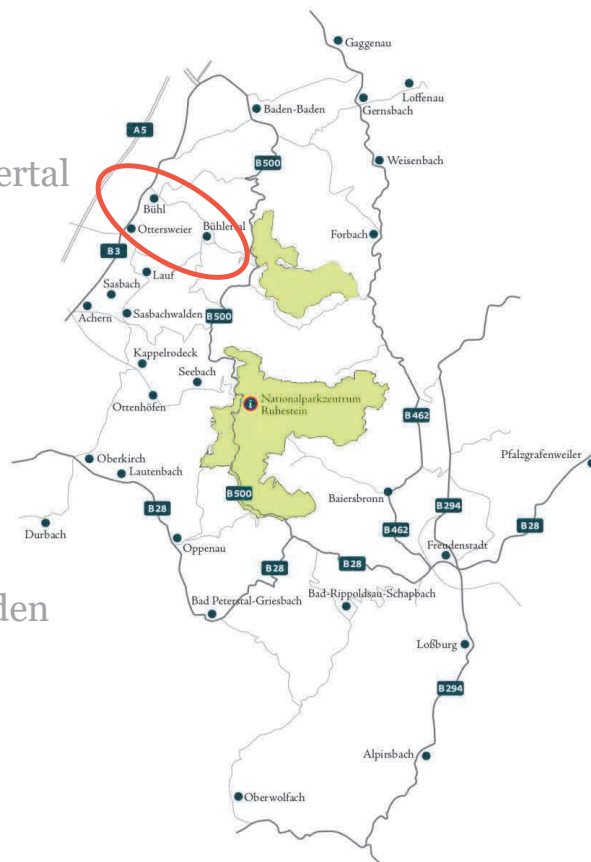 Gaggenau
Loffenau
Gernsbach
Baden-Baden
A5
B500
Weisenbach
ertal
Bühl
Ottersweier
Bühlertal
Forbach
B3
Lauf
Sasbach
Achern
Sasbachwalden
B500
Kappelrodeck
Seebach
Ottenhöfen
Nationalparkzentrum
Ruhestein
B462
Oberkirch
Lautenbach
Pfalzgrafenweiler
B500
Baiersbronn
B28
B294
Durbach
B462
B28
Oppenau
Freudenstadt
B28
B28
Bad Peterstal-Griesbach
Bad-Rippoldsau-Schapbach
den
Loßburg
B294
Alpirsbach
Oberwolfach